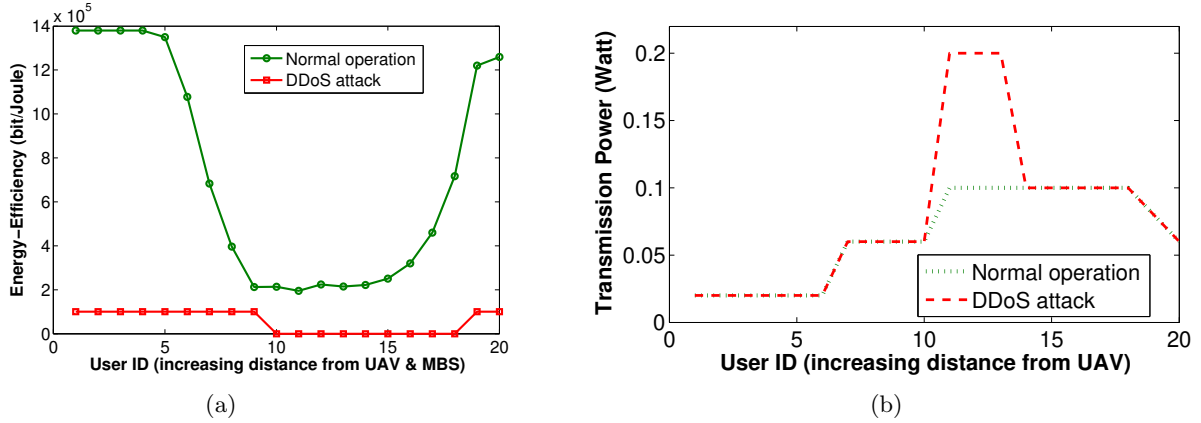 x 10⁵
14
12
10
8
6
4
2
0
0 5 10 15 20
Energy−Efficiency (bit/Joule)
User ID (increasing distance from UAV & MBS)
Normal operation
DDoS attack
(a)
0.2
0.15
0.1
0.05
0
0 5 10 15 20
Transmission Power (Watt)
User ID (increasing distance from UAV)
Normal operation
DDoS attack
(b)